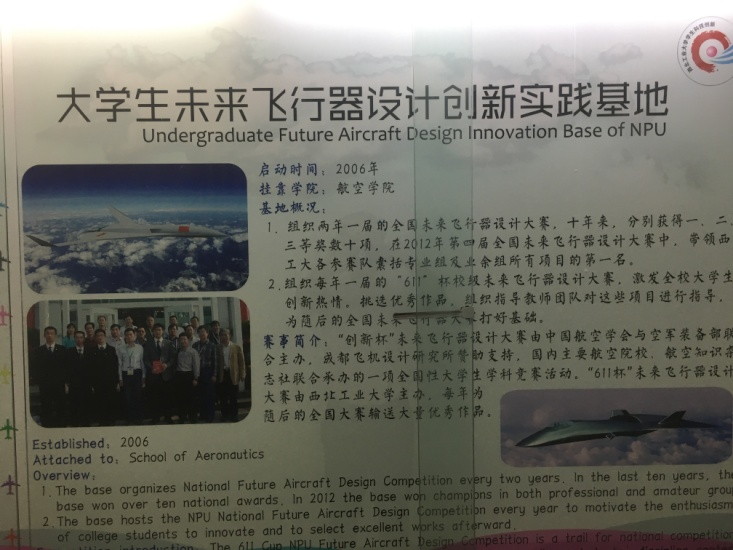 大学生未来飞行器设计创新实践基地
Undergraduate Future Aircraft Design Innovation Base of NPU
启动时间：2006年
挂靠学院：航空学院
基地概况：
1. 组织两年一届的全国未来飞行器设计大赛，十年来，分别获得一、二、
三等奖数十项，在2012年第四届全国未来飞行器设计大赛中，带领西
工大各参赛队囊括专业组及业余组所有项目的第一名。
2. 组织每年一届的“611”杯校级未来飞行器设计大赛，激发全校大学生
创新热情。挑选优秀作品，组织指导教师团队对这些项目进行指导，
为随后的全国未来飞行器大赛打好基础。
赛事简介：“创新杯”未来飞行器设计大赛由中国航空学会与空军装备部联
合主办，成都飞机设计研究所赞助支持，国内主要航空院校、航空知识杂
志社联合承办的一项全国性大学生学科竞赛活动。“611杯”未来飞行器设计
大赛由西北工业大学主办，每年为
随后的全国大赛输送大量优秀作品。
Established: 2006
Attached to: School of Aeronautics
Overview:
1. The base organizes National Future Aircraft Design Competition every two years. In the last ten years, the
base won over ten national awards. In 2012 the base won champions in both professional and amateur group
2. The base hosts the NPU National Future Aircraft Design Competition every year to motivate the enthusiasm
of college students to innovate and to select excellent works afterward.
introduction: The 611 Cup NPU Future Aircraft Design Competition is a trail for national competition